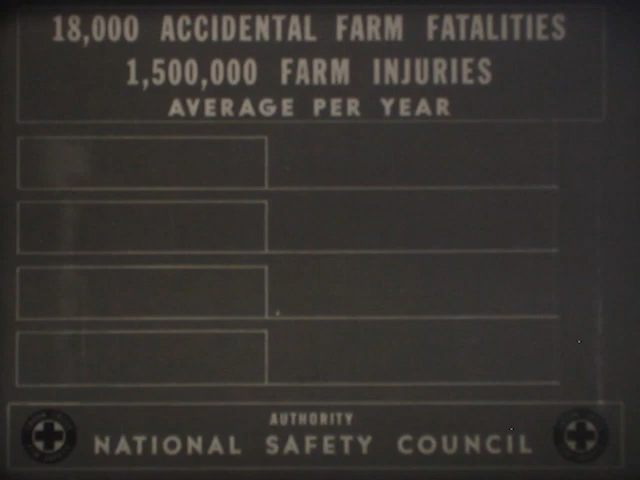 18,000 ACCIDENTAL FARM FATALITIES
1,500,000 FARM INJURIES
AVERAGE PER YEAR
AUTHORITY
NATIONAL SAFETY COUNCIL